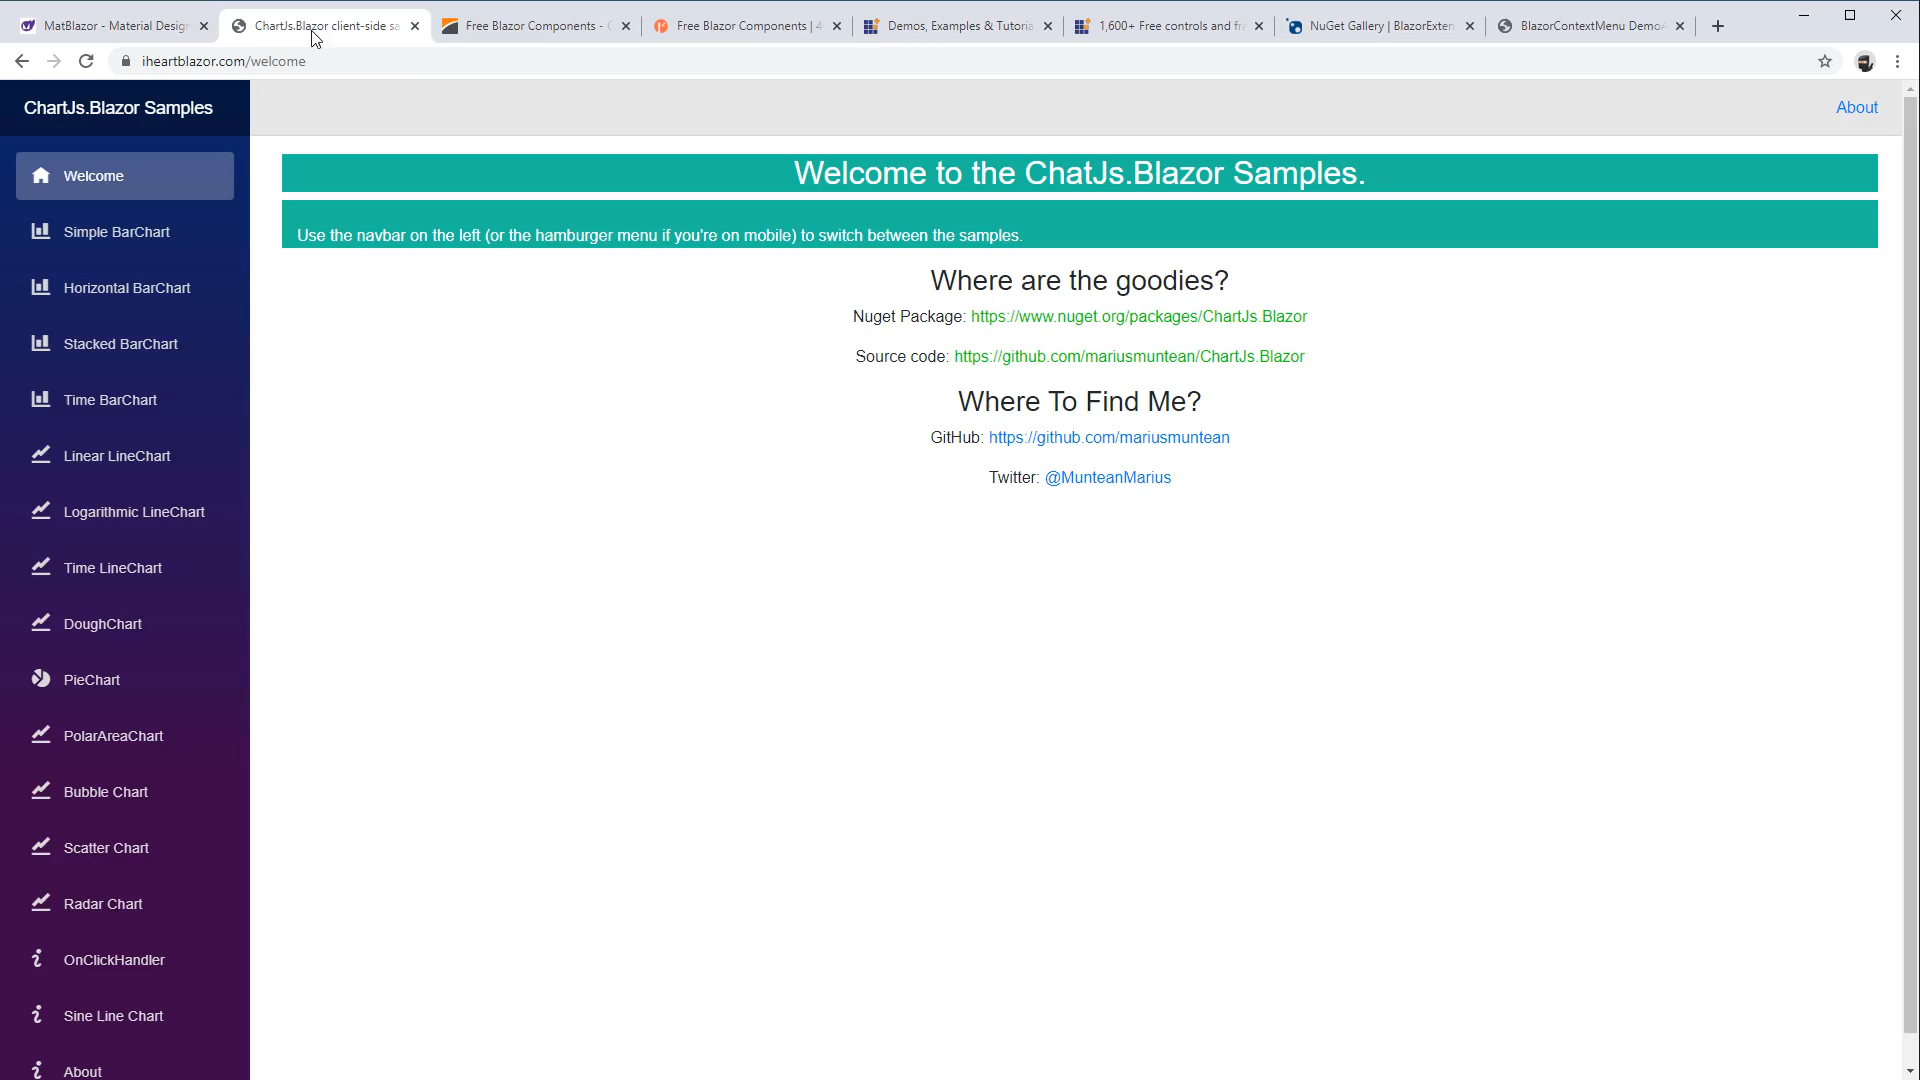 MatBlazor - Material Design
ChartJs.Blazor client-side sa
Free Blazor Components -
Free Blazor Components | 4
Demos, Examples & Tutoria
1,600+ Free controls and fra
NuGet Gallery | BlazorExten
BlazorContextMenu DemoA
iheartblazor.com/welcome
ChartJs.Blazor Samples
About
Welcome
Simple BarChart
Horizontal BarChart
Stacked BarChart
Time BarChart
Linear LineChart
Logarithmic LineChart
Time LineChart
DoughChart
PieChart
PolarAreaChart
Bubble Chart
Scatter Chart
Radar Chart
OnClickHandler
Sine Line Chart
About
Welcome to the ChatJs.Blazor Samples.
Use the navbar on the left (or the hamburger menu if you're on mobile) to switch between the samples.
Where are the goodies?
Nuget Package: https://www.nuget.org/packages/ChartJs.Blazor
Source code: https://github.com/mariusmuntean/ChartJs.Blazor
Where To Find Me?
GitHub: https://github.com/mariusmuntean
Twitter: @MunteanMarius